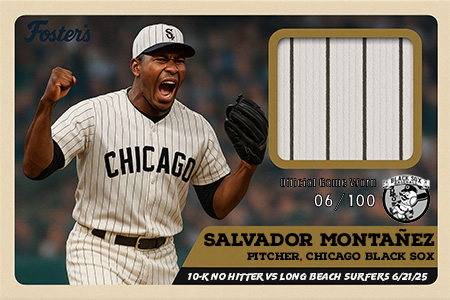 Foster's
S
CHICAGO
Official Game Worn
06/100
BLACK SOX
SALVADOR MONTAÑEZ
PITCHER, CHICAGO BLACK SOX
10-K NO HITTER VS LONG BEACH SURFERS 6/21/25